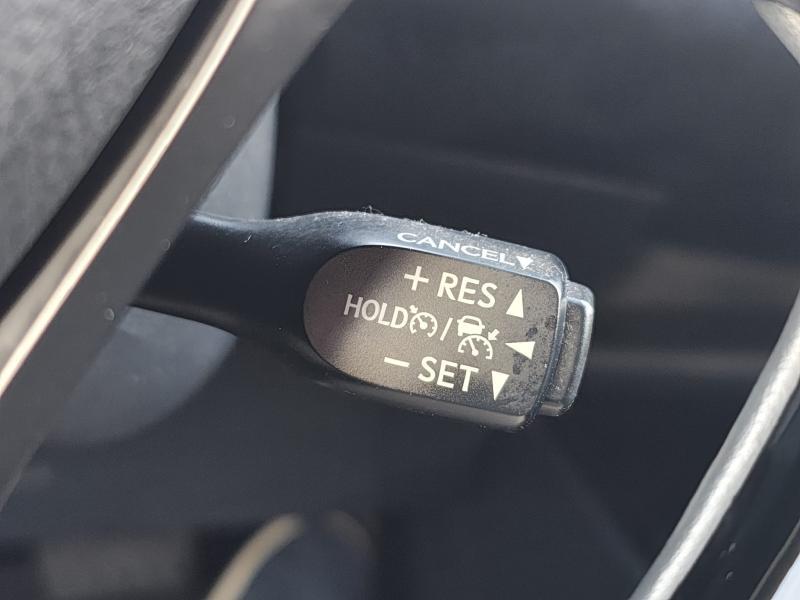 CANCEL
+ RES
HOLD /
− SET